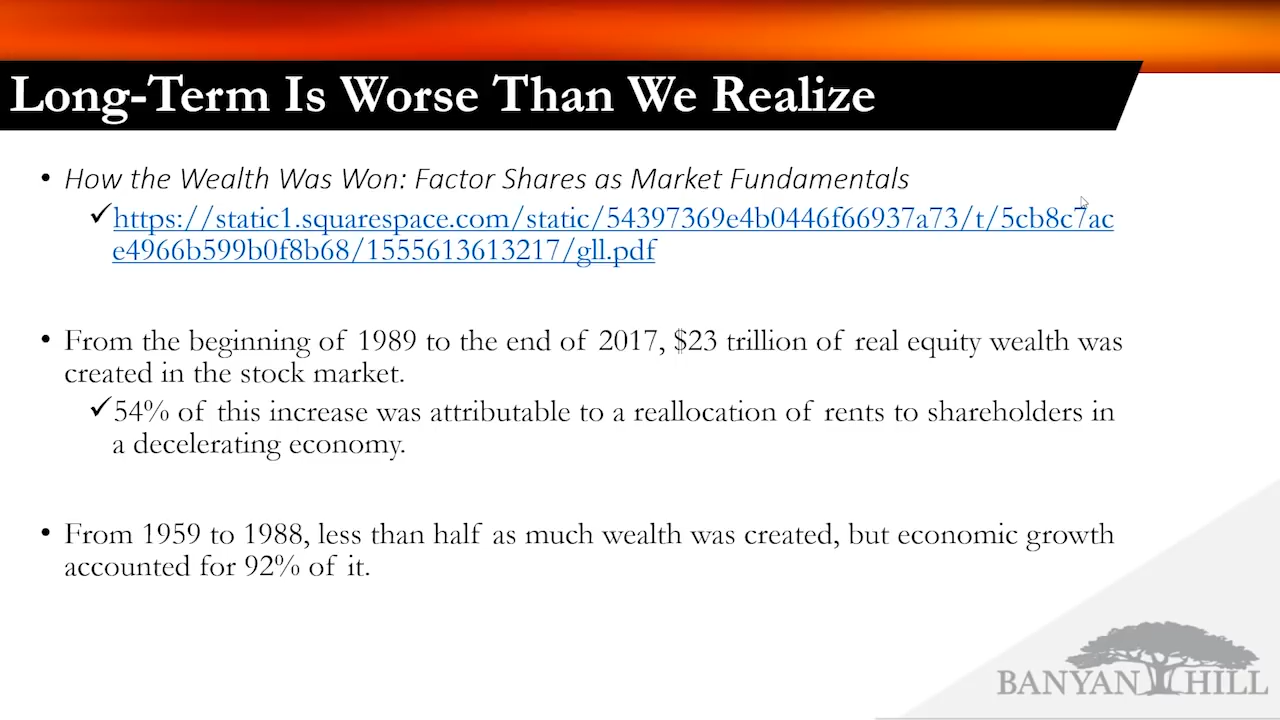 Long-Term Is Worse Than We Realize
• How the Wealth Was Won: Factor Shares as Market Fundamentals
✓https://static1.squarespace.com/static/54397369e4b0446f66937a73/t/5cb8c7ac
e4966b599b0f8b68/1555613613217/gll.pdf
• From the beginning of 1989 to the end of 2017, $23 trillion of real equity wealth was
created in the stock market.
✓54% of this increase was attributable to a reallocation of rents to shareholders in
a decelerating economy.
• From 1959 to 1988, less than half as much wealth was created, but economic growth
accounted for 92% of it.
BANYAN HILL